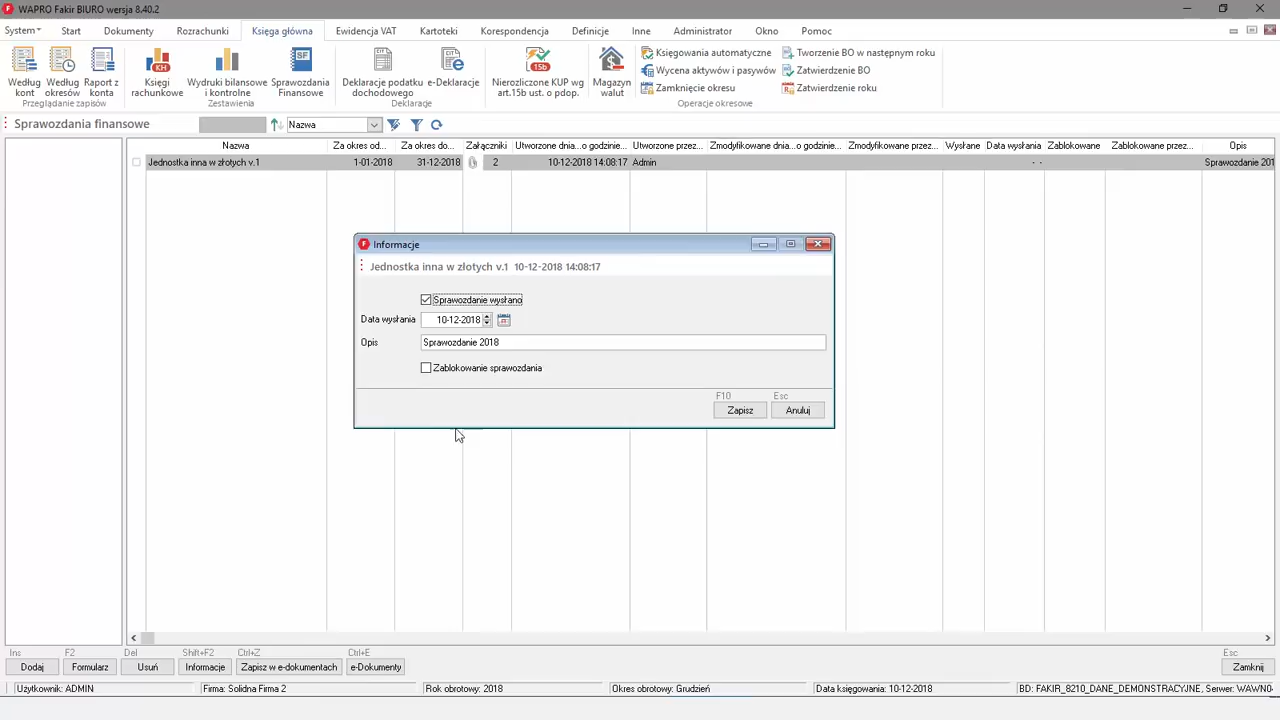 WAPRO Fakir BIURO wersja 8.40.2
System Start Dokumenty Rozrachunki Księga główna Ewidencja VAT Kartoteki Korespondencja Definicje Inne Administrator Okno Pomoc
Według kont
Według okresów
Raport z konta
Przeglądanie zapisów
KH
Księgi rachunkowe
Wydruki bilansowe i kontrolne
SF
Sprawozdania Finansowe
Zestawienia
Deklaracje podatku dochodowego
e-Deklaracje
Deklaracje
15b
Nierozliczone KUP wg art.15b ust. o pdop.
Magazyn walut
Księgowania automatyczne
Wycena aktywów i pasywów
Zamknięcie okresu
Tworzenie BO w następnym roku
Zatwierdzenie BO
Zatwierdzenie roku
Operacje okresowe
Sprawozdania finansowe Nazwa
Nazwa Za okres od... Za okres do... Załączniki Utworzone dnia...o godzinie... Utworzone przez... Zmodyfikowane dnia...o godzinie... Zmodyfikowane przez... Wysłane Data wysłania Zablokowane Zablokowane przez... Opis
Jednostka inna w złotych v.1 1-01-2018 31-12-2018 2 10-12-2018 14:08:17 Admin - - Sprawozdanie 201
Informacje
Jednostka inna w złotych v.1 10-12-2018 14:08:17
Sprawozdanie wysłano
Data wysłania 10-12-2018
Opis Sprawozdanie 2018
Zablokowanie sprawozdania
F10 Esc
Zapisz Anuluj
Ins F2 Del Shift+F2 Ctrl+Z Ctrl+E Esc
Dodaj Formularz Usuń Informacje Zapisz w e-dokumentach e-Dokumenty Zamknij
Użytkownik: ADMIN Firma: Solidna Firma 2 Rok obrotowy: 2018 Okres obrotowy: Grudzień Data księgowania: 10-12-2018 BD: FAKIR_8210_DANE_DEMONSTRACYJNE, Serwer: WAWN0-